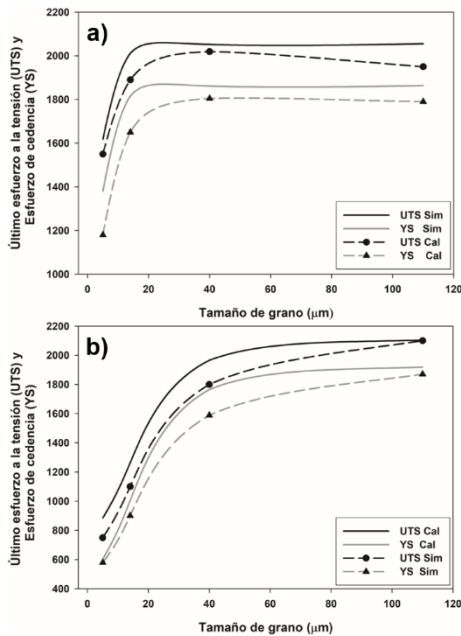 a)
Último esfuerzo a la tensión (UTS) y
Esfuerzo de cedencia (YS)
2200
2000
1800
1600
1400
1200
1000
UTS Sim
YS Sim
UTS Cal
YS Cal
0 20 40 60 80 100 120
Tamaño de grano (μm)
b)
Último esfuerzo a la tensión (UTS) y
Esfuerzo de cedencia (YS)
2200
2000
1800
1600
1400
1200
1000
800
600
400
UTS Cal
YS Cal
UTS Sim
YS Sim
0 20 40 60 80 100 120
Tamaño de grano (μm)